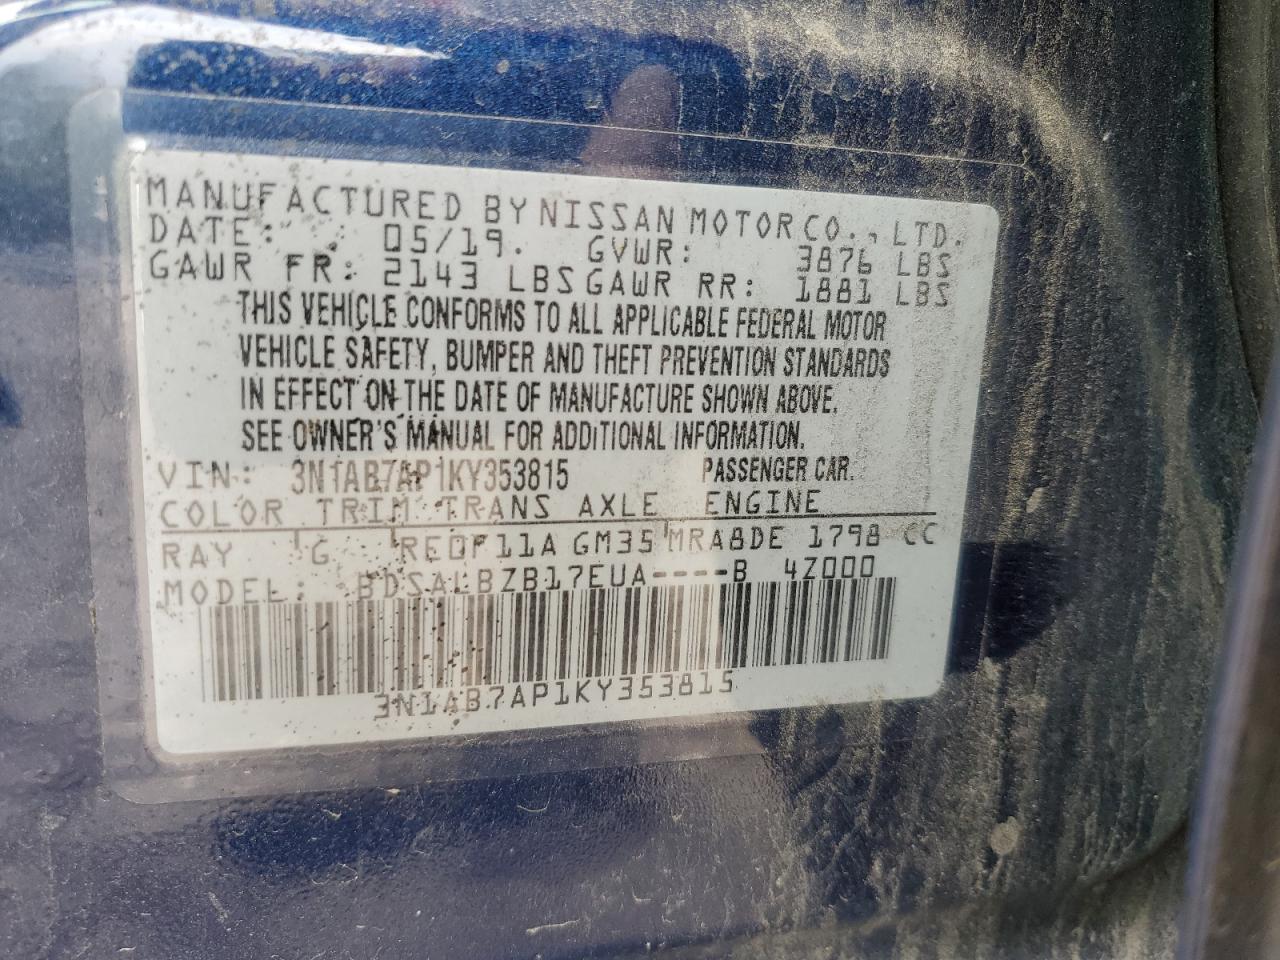 MANUFACTURED BY NISSAN MOTOR CO., LTD.
DATE: 05/19. GVWR: 3876 LBS
GAWR FR: 2143 LBS GAWR RR: 1881 LBS
THIS VEHICLE CONFORMS TO ALL APPLICABLE FEDERAL MOTOR
VEHICLE SAFETY, BUMPER AND THEFT PREVENTION STANDARDS
IN EFFECT ON THE DATE OF MANUFACTURE SHOWN ABOVE.
SEE OWNER'S MANUAL FOR ADDITIONAL INFORMATION.
VIN: 3N1AB7AP1KY353815 PASSENGER CAR.
COLOR TRIM TRANS AXLE ENGINE
RAY G RE0F11A GM35 MRA8DE 1798 CC
MODEL: BDSALBZB17EUA----B 4Z000
3N1AB7AP1KY353815